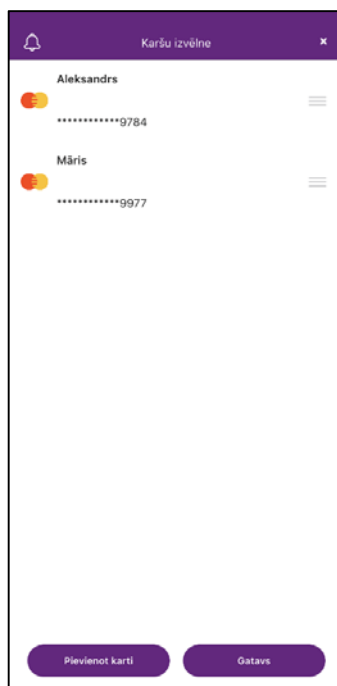 Karšu izvēlne
×
Aleksandrs
************9784
Māris
************9977
Pievienot karti
Gatavs